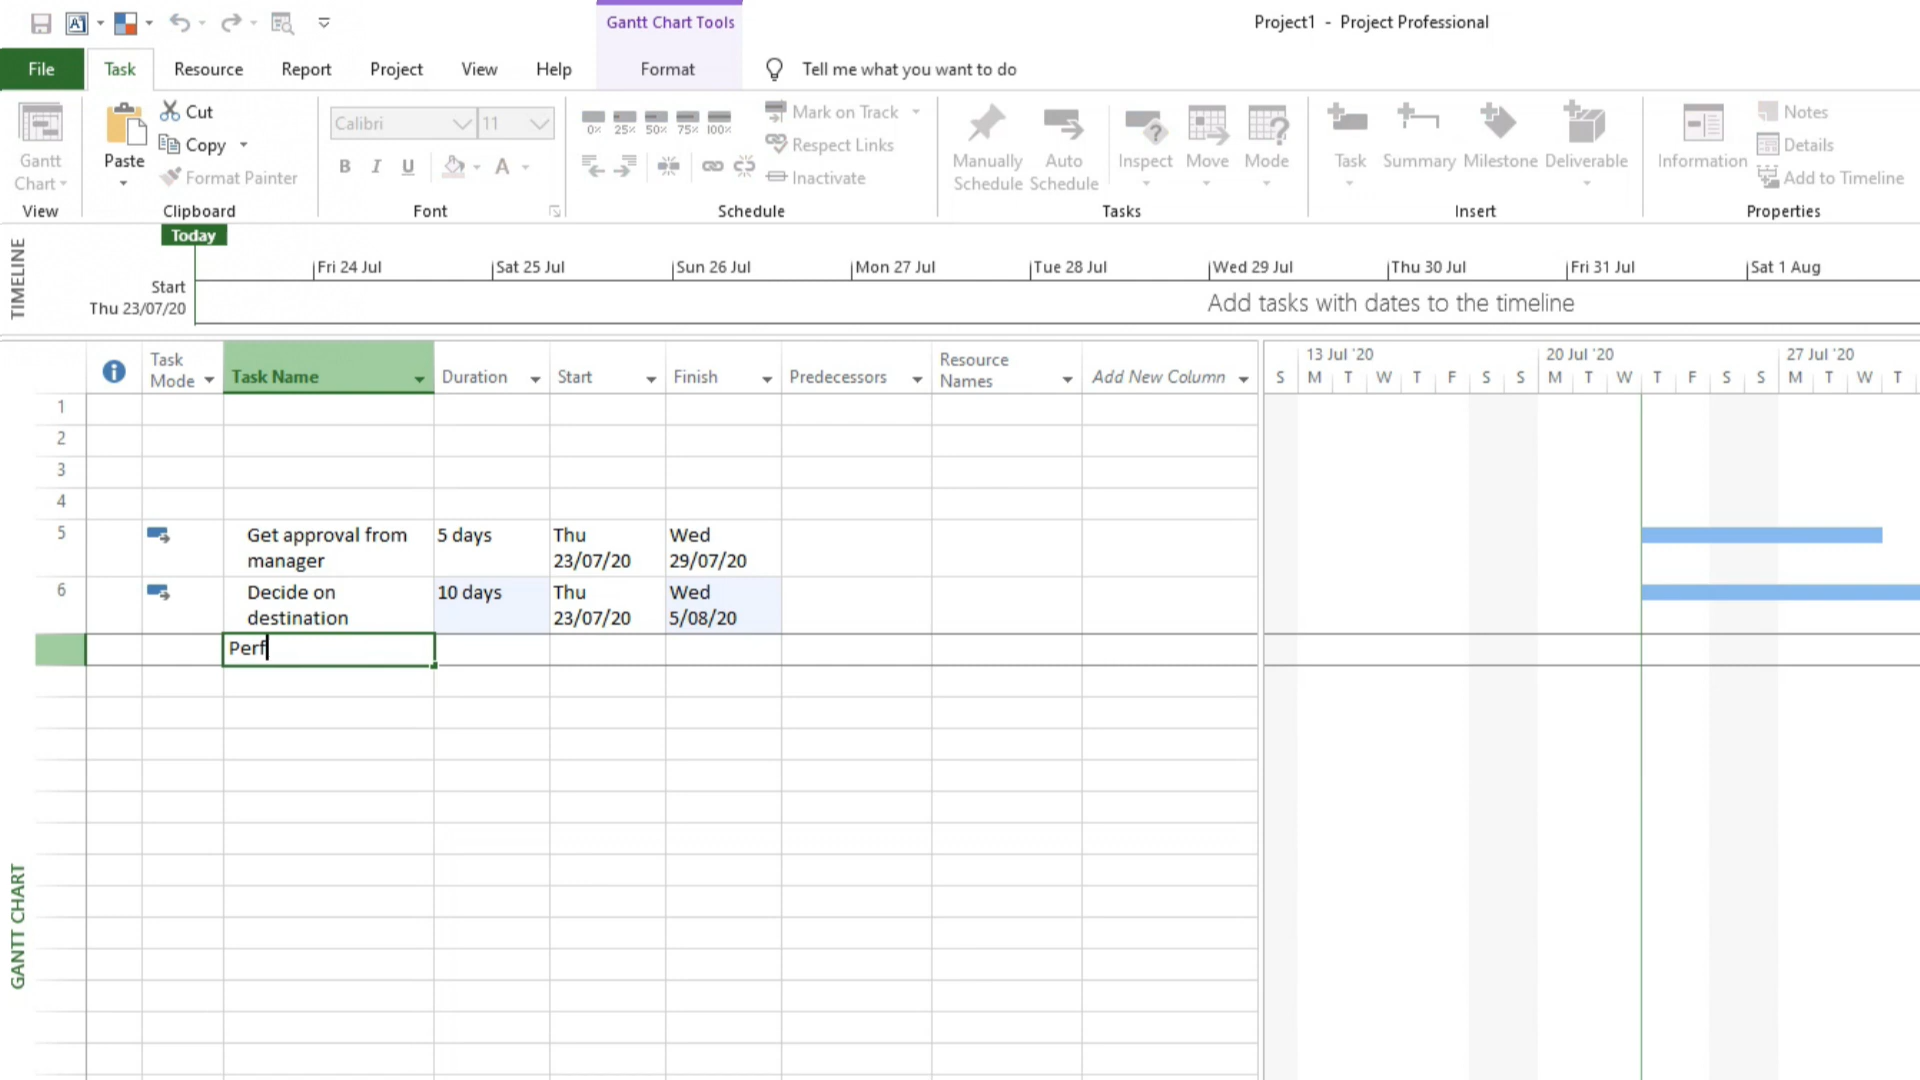 Gantt Chart Tools
Project1 - Project Professional
File Task Resource Report Project View Help Format Tell me what you want to do
Gantt Chart
View
Paste
Cut
Copy
Format Painter
Clipboard
Calibri 11
B I U A
Font
0% 25% 50% 75% 100%
Mark on Track
Respect Links
Inactivate
Schedule
Manually Schedule
Auto Schedule
Inspect
Move
Mode
Tasks
Task
Summary
Milestone
Deliverable
Insert
Information
Notes
Details
Add to Timeline
Properties
TIMELINE
Today
Fri 24 Jul Sat 25 Jul Sun 26 Jul Mon 27 Jul Tue 28 Jul Wed 29 Jul Thu 30 Jul Fri 31 Jul Sat 1 Aug
Start
Thu 23/07/20
Add tasks with dates to the timeline
Task Mode Task Name Duration Start Finish Predecessors Resource Names Add New Column
13 Jul '20 20 Jul '20 27 Jul '20
S M T W T F S S M T W T F S S M T W T
1
2
3
4
5 Get approval from manager 5 days Thu 23/07/20 Wed 29/07/20
6 Decide on destination 10 days Thu 23/07/20 Wed 5/08/20
Perf
GANTT CHART